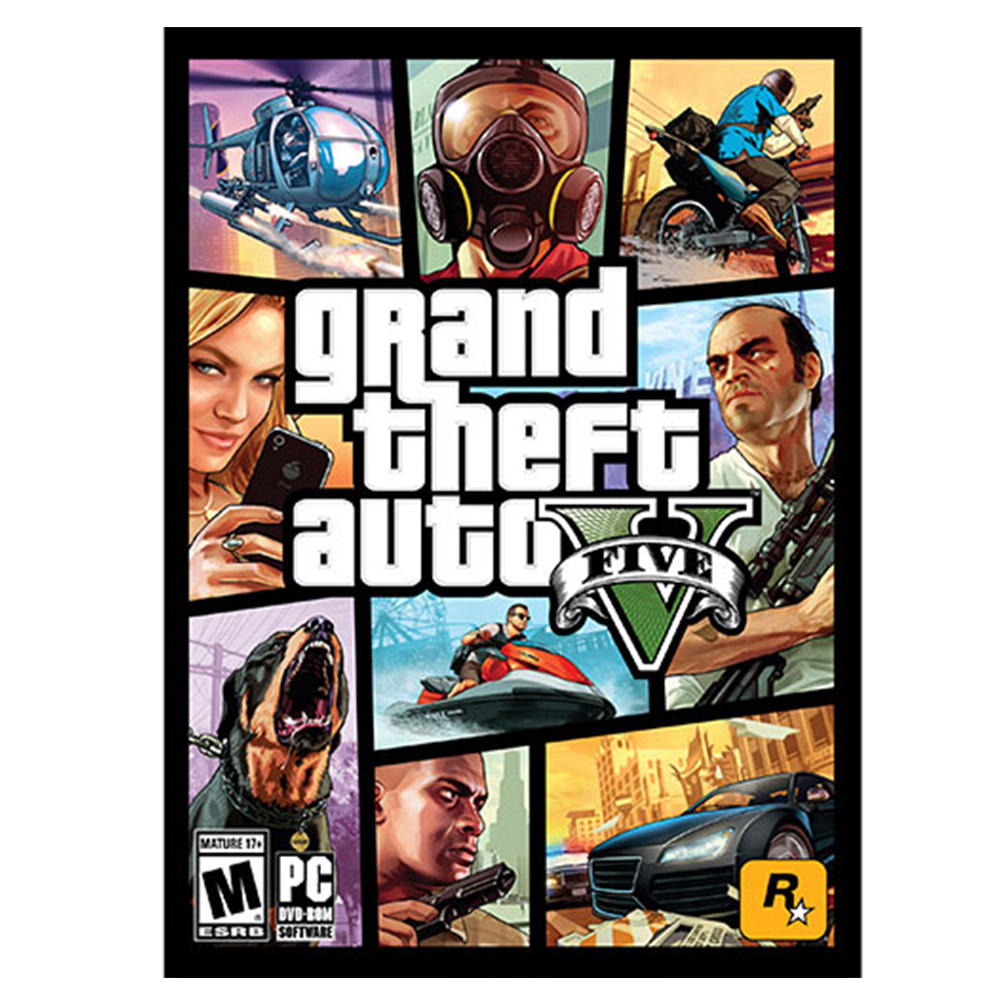 grand
theft
auto V
FIVE
MATURE 17+
M
ESRB
PC
DVD-ROM
SOFTWARE
R